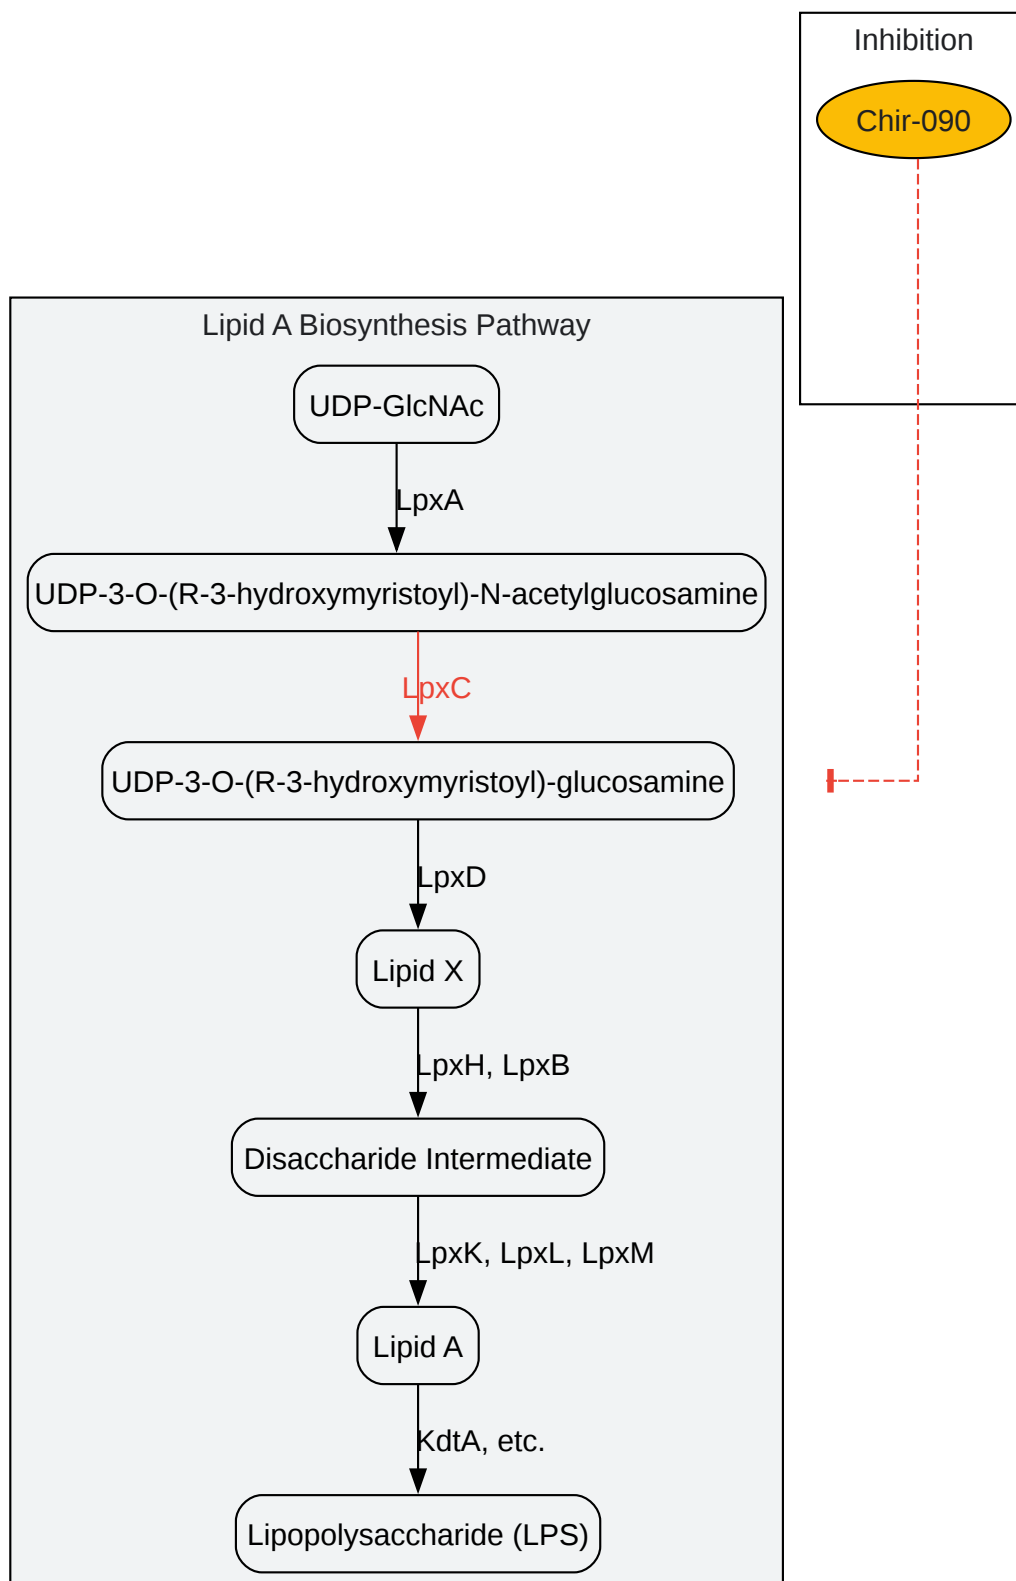 Inhibition
Chir-090
Lipid A Biosynthesis Pathway
UDP-GlcNAc
LpxA
UDP-3-O-(R-3-hydroxymyristoyl)-N-acetylglucosamine
LpxC
UDP-3-O-(R-3-hydroxymyristoyl)-glucosamine
LpxD
Lipid X
LpxH, LpxB
Disaccharide Intermediate
LpxK, LpxL, LpxM
Lipid A
KdtA, etc.
Lipopolysaccharide (LPS)